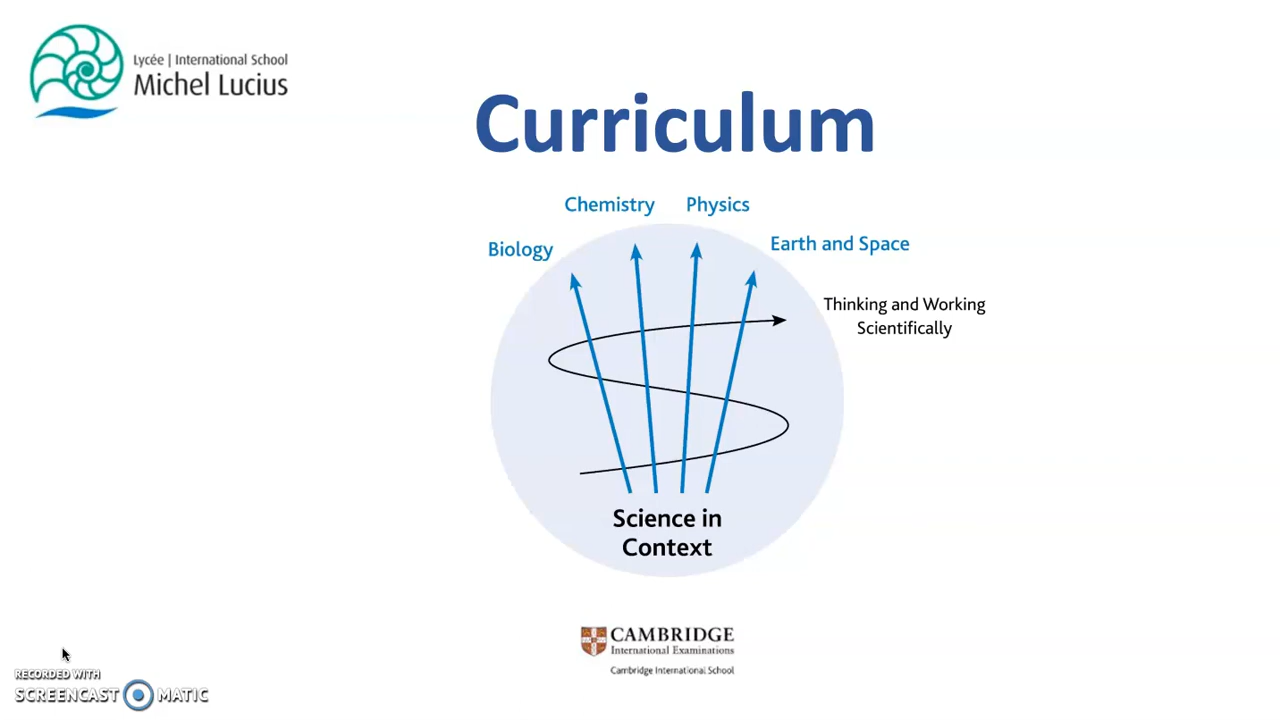 Lycée | International School
Michel Lucius
Curriculum
Chemistry
Physics
Biology
Earth and Space
Thinking and Working
Scientifically
Science in
Context
CAMBRIDGE
International Examinations
Cambridge International School
RECORDED WITH
SCREENCAST MATIC